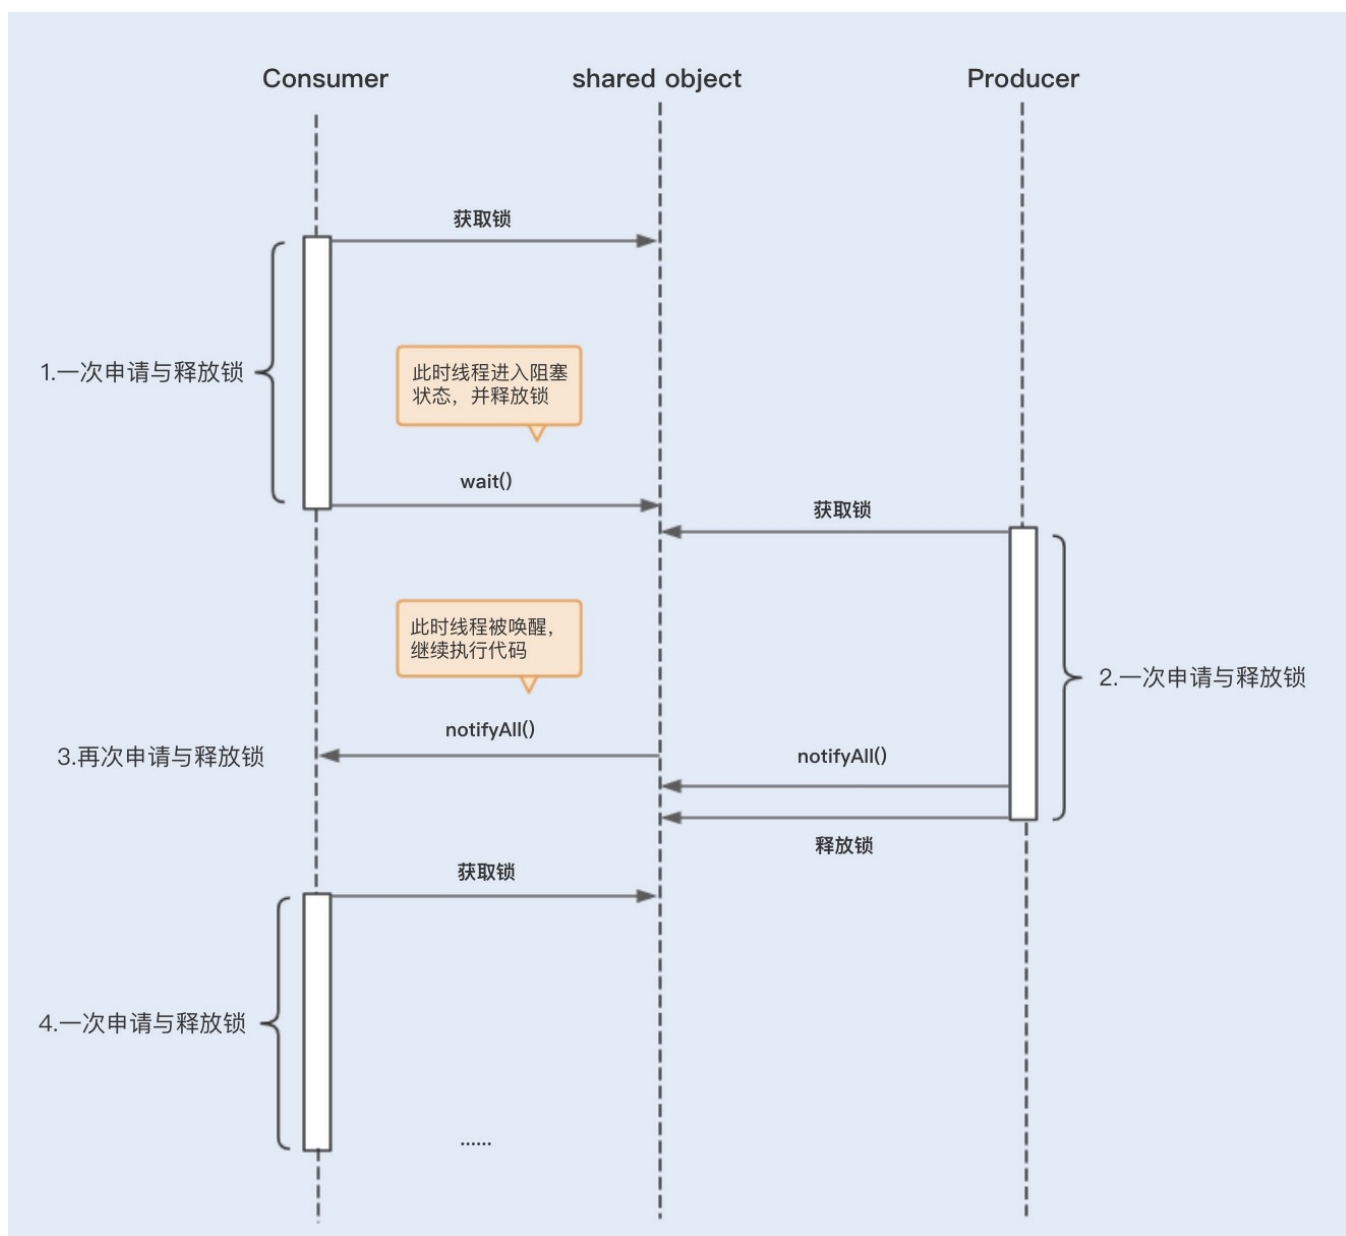 Consumer
shared object
Producer
获取锁
1.一次申请与释放锁
此时线程进入阻塞
状态，并释放锁
wait()
获取锁
此时线程被唤醒，
继续执行代码
2.一次申请与释放锁
notifyAll()
3.再次申请与释放锁
notifyAll()
释放锁
获取锁
4.一次申请与释放锁
......